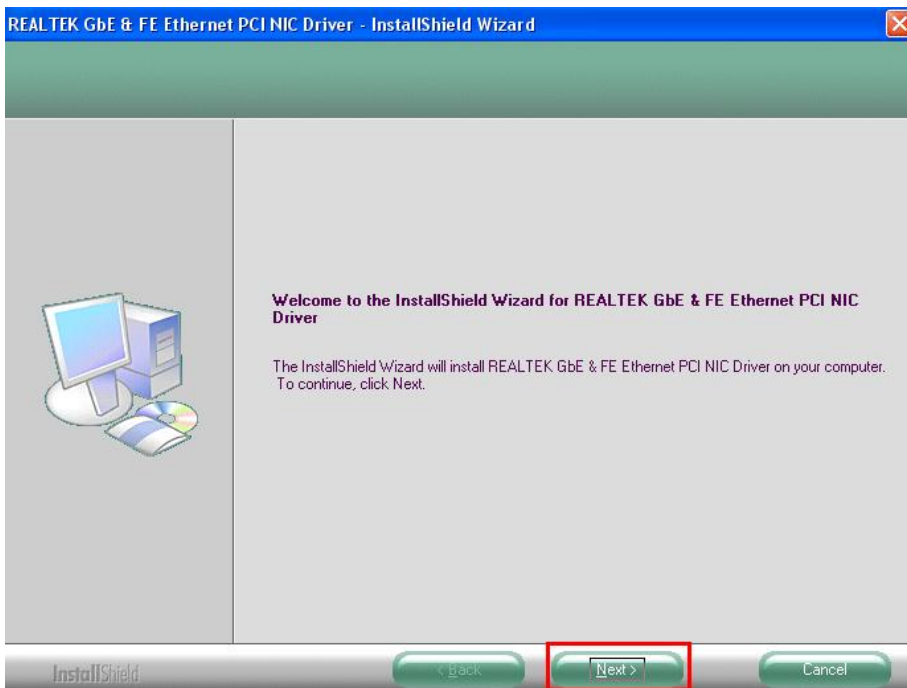 REALTEK GbE & FE Ethernet PCI NIC Driver - InstallShield Wizard
Welcome to the InstallShield Wizard for REALTEK GbE & FE Ethernet PCI NIC
Driver
The InstallShield Wizard will install REALTEK GbE & FE Ethernet PCI NIC Driver on your computer.
To continue, click Next.
InstallShield
< Back
Next >
Cancel